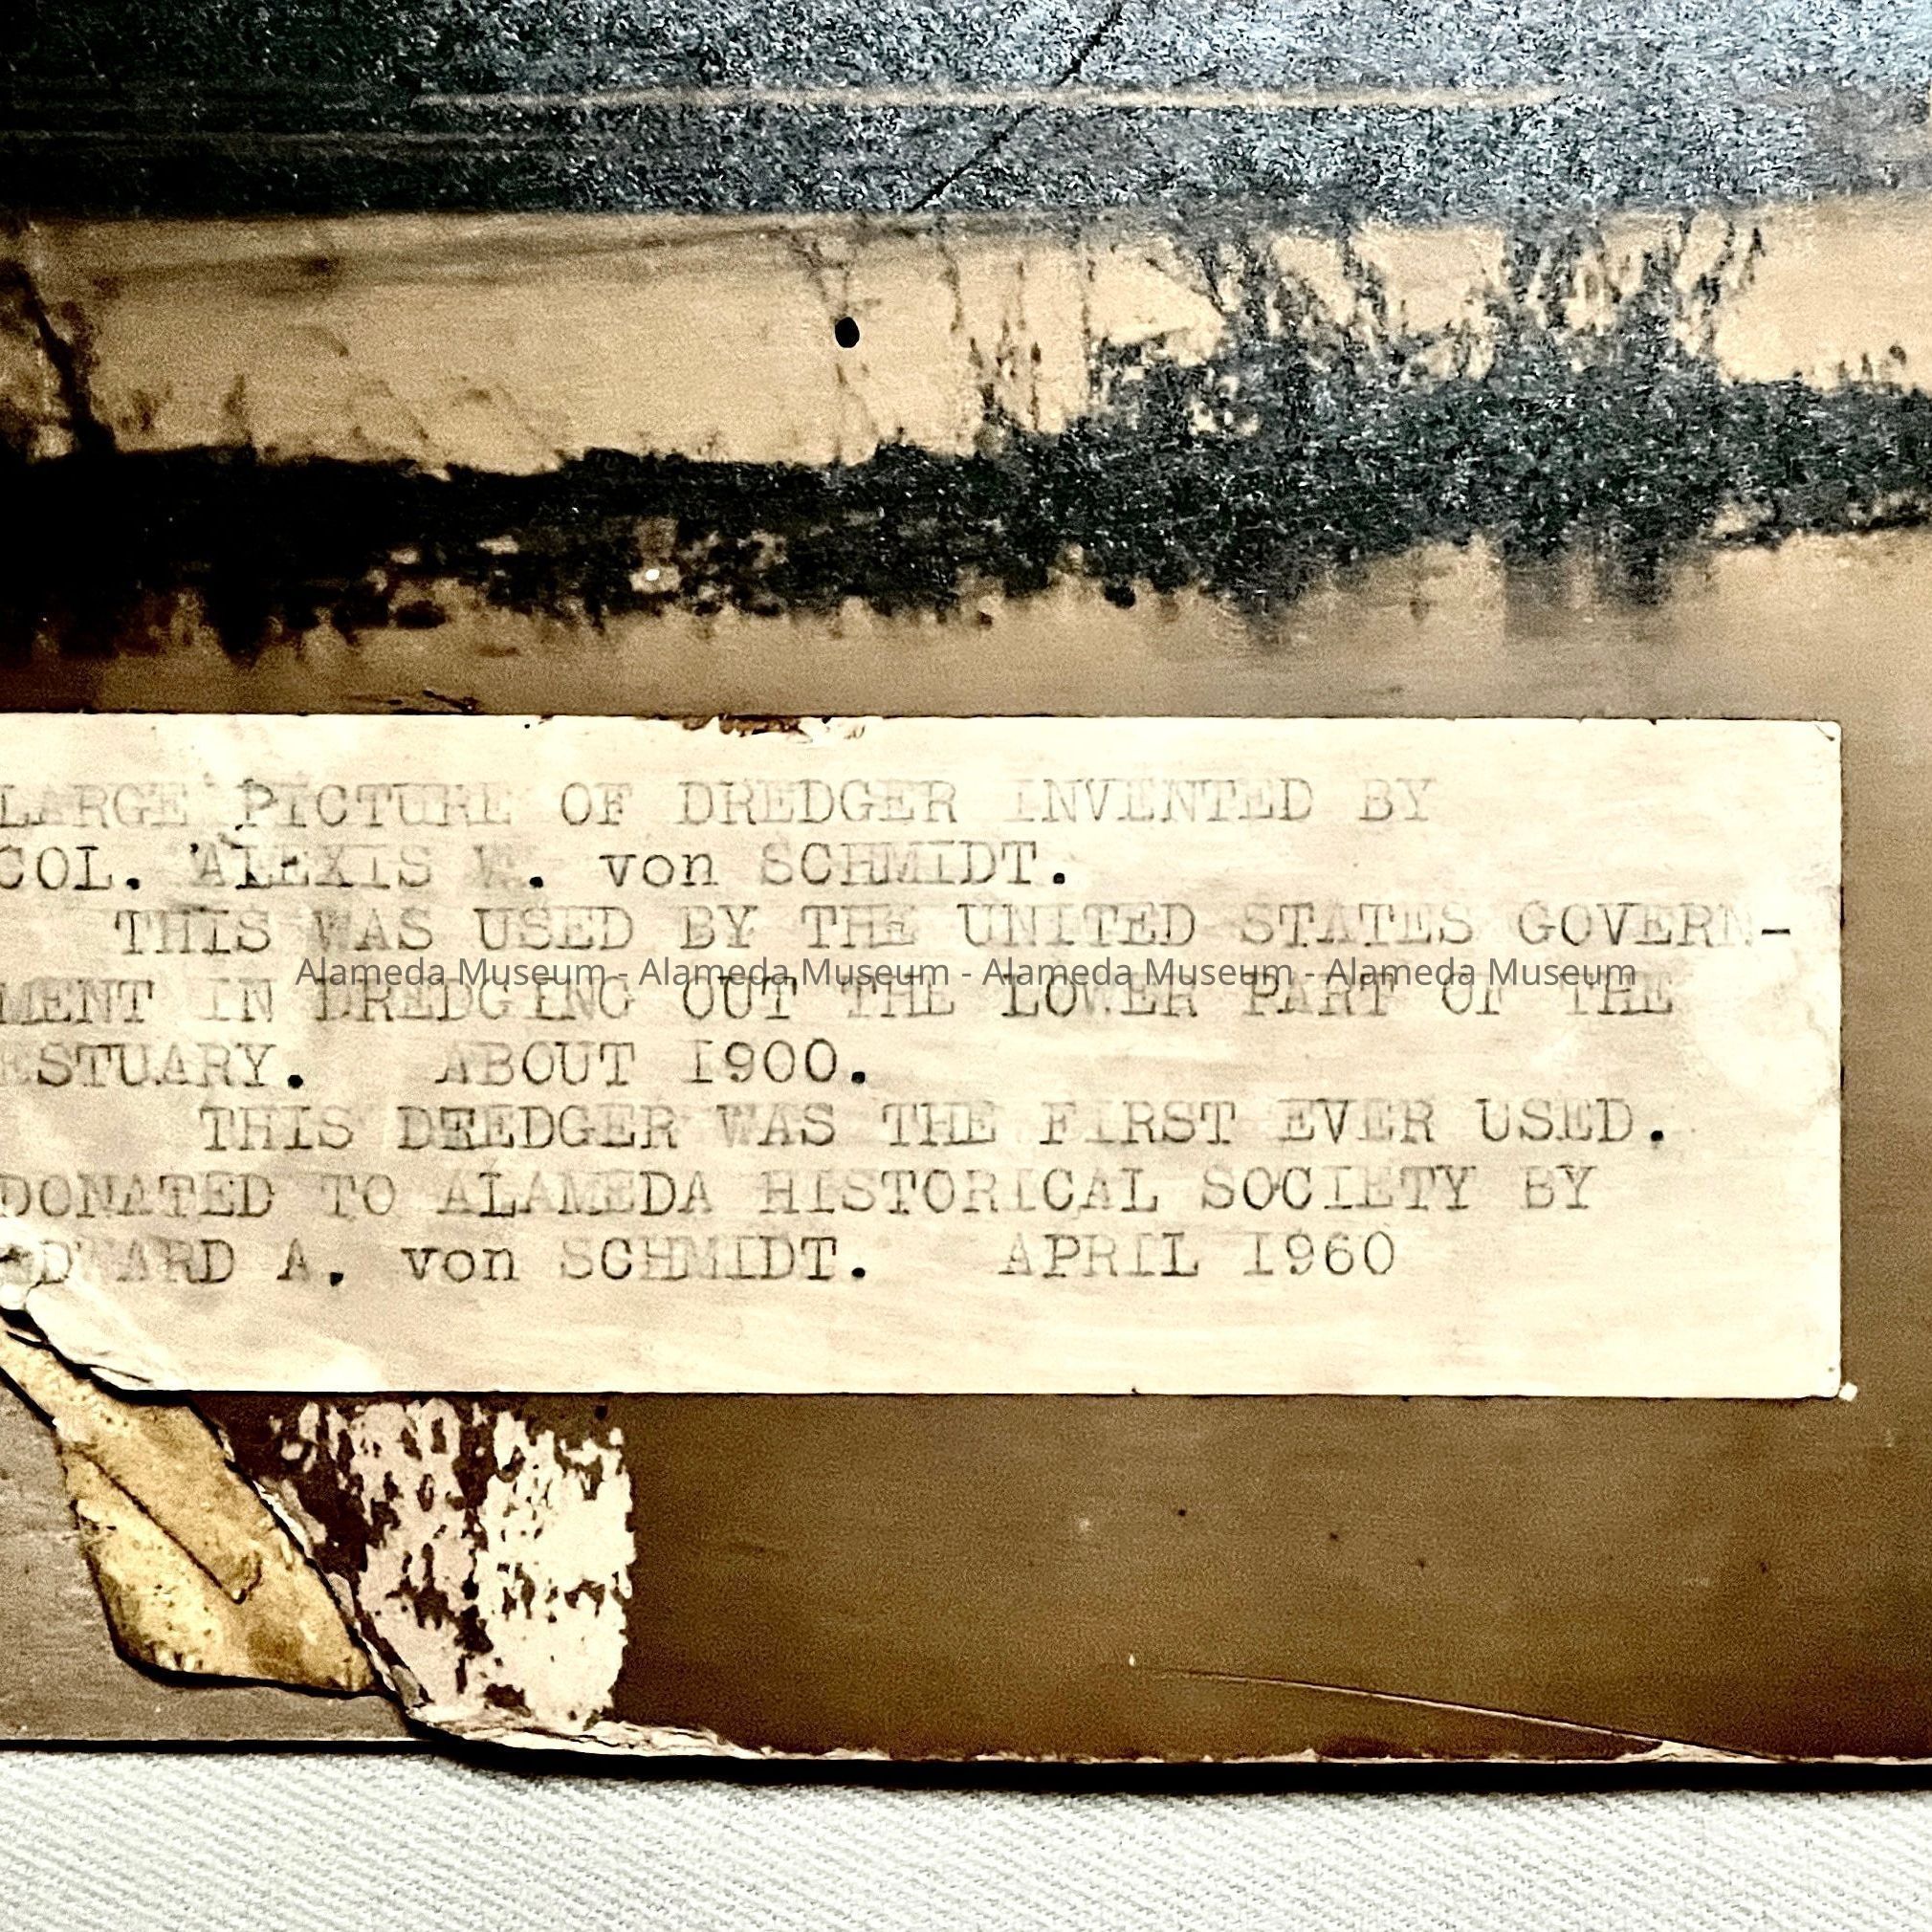 LARGE PICTURE OF DREDGER INVENTED BY
COL. ALEXIS W. von SCHMIDT.
THIS WAS USED BY THE UNITED STATES GOVERN-
Alameda Museum - Alameda Museum - Alameda Museum - Alameda Museum
MENT IN DREDGING OUT THE LOWER PART OF THE
ESTUARY. ABOUT 1900.
THIS DEEDGER WAS THE FIRST EVER USED.
DONATED TO ALAMEDA HISTORICAL SOCIETY BY
EDWARD A. von SCHMIDT. APRIL 1960